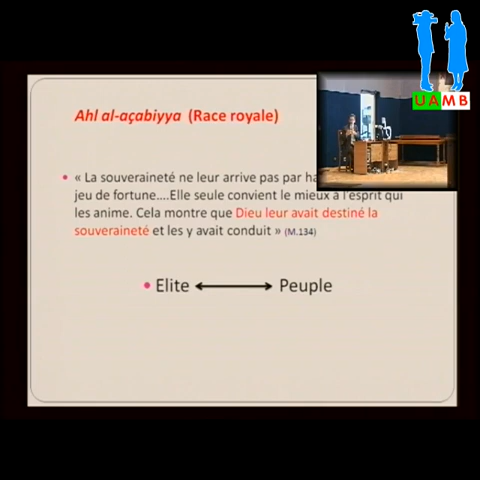 UAMB
Ahl al-açabiyya (Race royale)
• « La souveraineté ne leur arrive pas par
jeu de fortune....Elle seule convient le mieux à l'esprit qui
les anime. Cela montre que Dieu leur avait destiné la
souveraineté et les y avait conduit » (M.134)
• Elite ⟷ Peuple